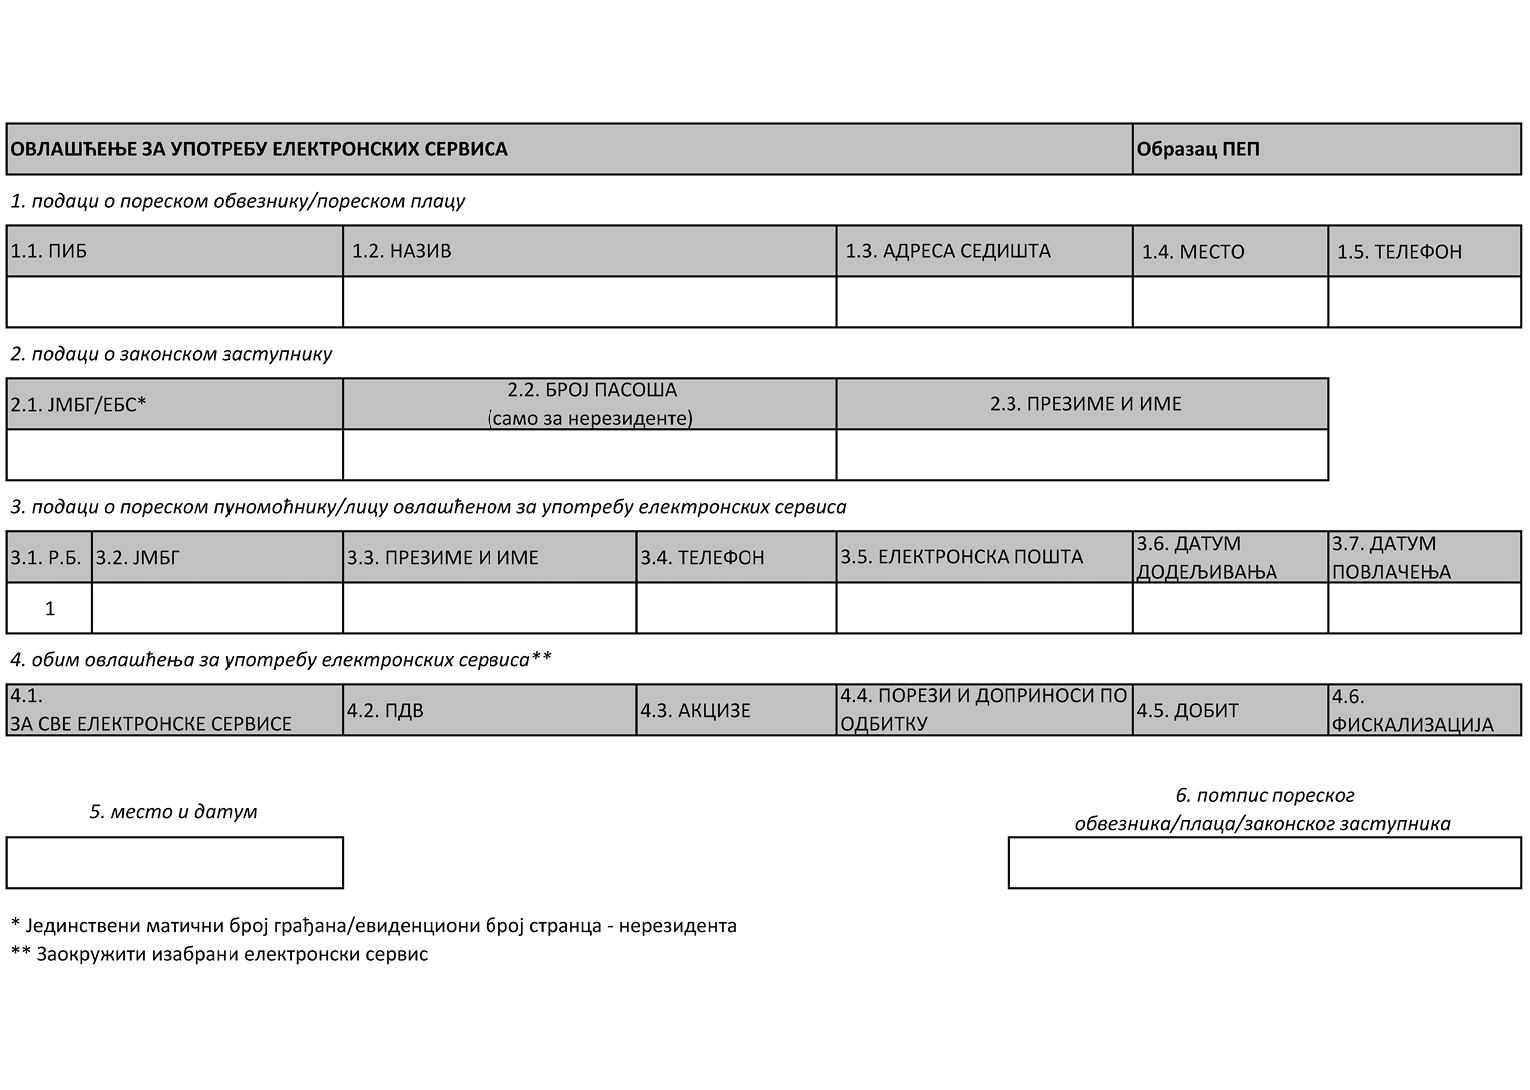 ОВЛАШЋЕЊЕ ЗА УПОТРЕБУ ЕЛЕКТРОНСКИХ СЕРВИСА Образац ПЕП
1. подаци о пореском обвезнику/пореском плацу
1.1. ПИБ 1.2. НАЗИВ 1.3. АДРЕСА СЕДИШТА 1.4. МЕСТО 1.5. ТЕЛЕФОН
2. подаци о законском заступнику
2.1. ЈМБГ/ЕБС* 2.2. БРОЈ ПАСОША
(само за нерезиденте) 2.3. ПРЕЗИМЕ И ИМЕ
3. подаци о пореском пуномоћнику/лицу овлашћеном за употребу електронских сервиса
3.1. Р.Б. 3.2. ЈМБГ 3.3. ПРЕЗИМЕ И ИМЕ 3.4. ТЕЛЕФОН 3.5. ЕЛЕКТРОНСКА ПОШТА 3.6. ДАТУМ
ДОДЕЉИВАЊА 3.7. ДАТУМ
ПОВЛАЧЕЊА
1
4. обим овлашћења за употребу електронских сервиса**
4.1.
ЗА СВЕ ЕЛЕКТРОНСКЕ СЕРВИСЕ 4.2. ПДВ 4.3. АКЦИЗЕ 4.4. ПОРЕЗИ И ДОПРИНОСИ ПО
ОДБИТКУ 4.5. ДОБИТ 4.6.
ФИСКАЛИЗАЦИЈА
5. место и датум
6. потпис пореског
обвезника/плаца/законског заступника
* Јединствени матични број грађана/евиденциони број странца - нерезидента
** Заокружити изабрани електронски сервис